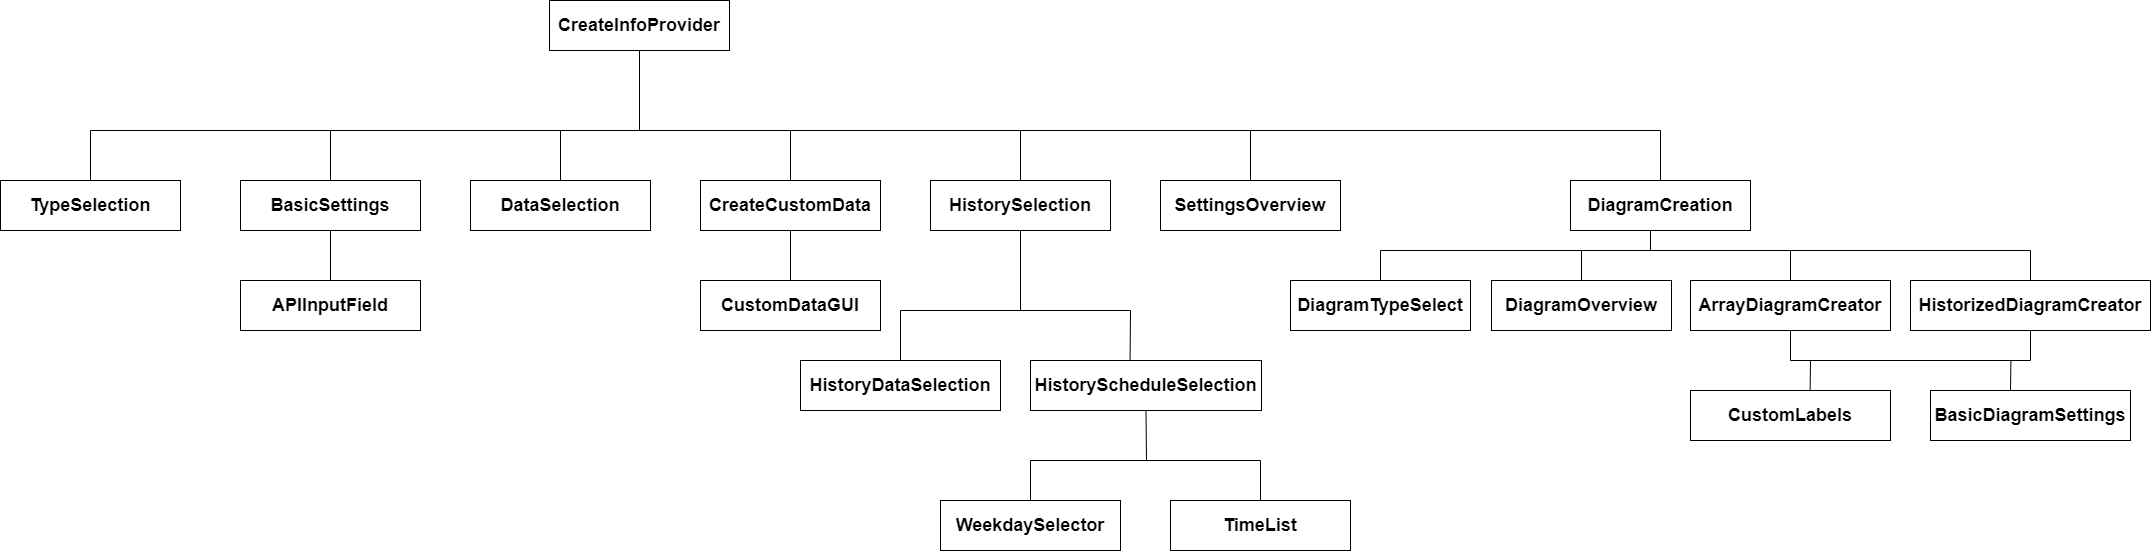 CreateInfoProvider
TypeSelection
BasicSettings
DataSelection
CreateCustomData
HistorySelection
SettingsOverview
DiagramCreation
APIInputField
CustomDataGUI
DiagramTypeSelect
DiagramOverview
ArrayDiagramCreator
HistorizedDiagramCreator
HistoryDataSelection
HistoryScheduleSelection
CustomLabels
BasicDiagramSettings
WeekdaySelector
TimeList